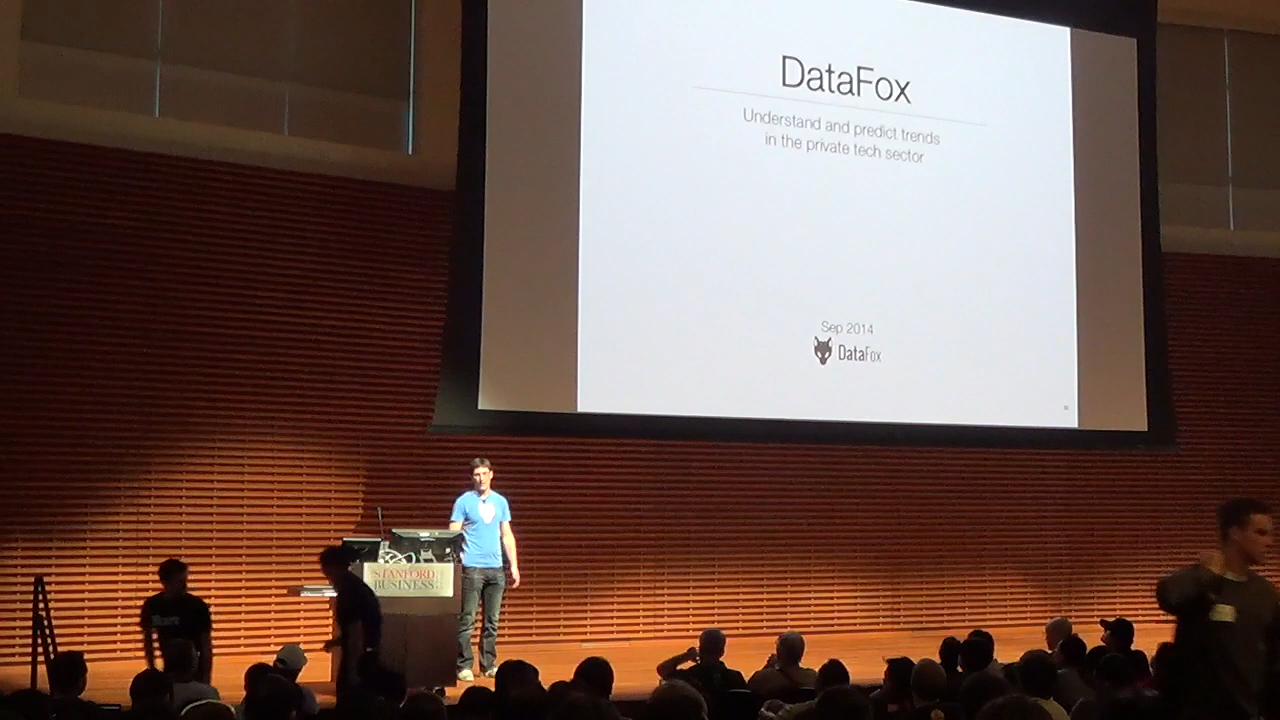 DataFox
Understand and predict trends
in the private tech sector
Sep 2014
DataFox
STANFORD
BUSINESS